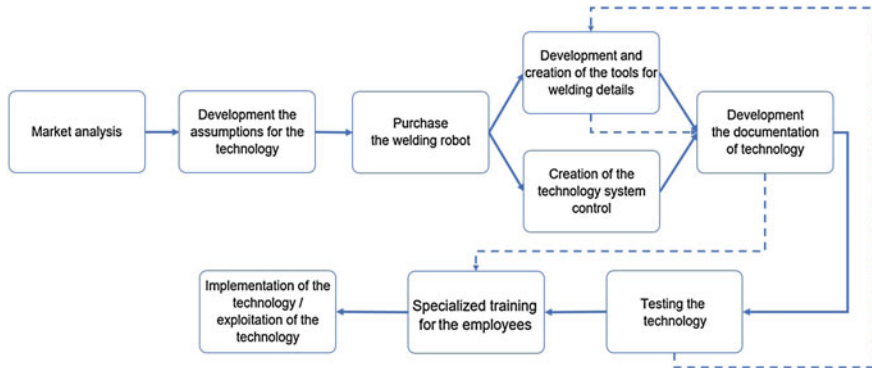 Market analysis
Development the
assumptions for the
technology
Purchase
the welding robot
Development and
creation of the tools for
welding details
Creation of the
technology system
control
Development
the documentation
of technology
Implementation of the
technology /
exploitation of the
technology
Specialized training
for the employees
Testing the
technology